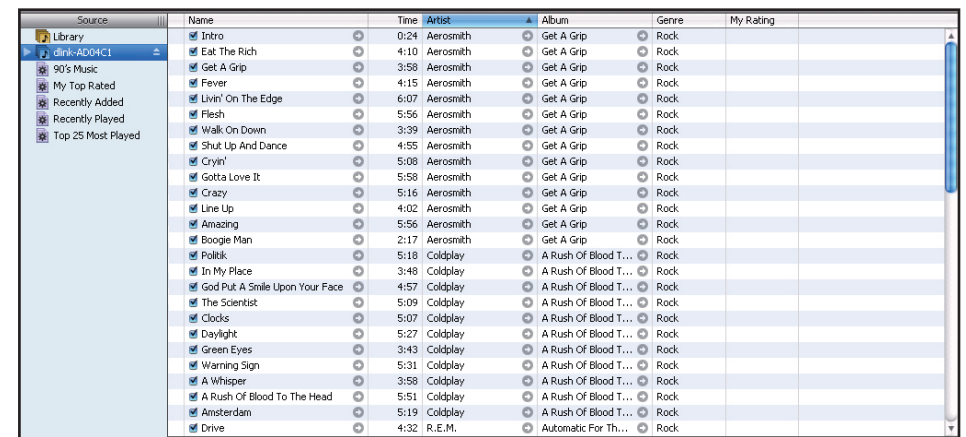 Source Name Time Artist Album Genre My Rating
Library Intro 0:24 Aerosmith Get A Grip Rock
dlink-AD04C1 Eat The Rich 4:10 Aerosmith Get A Grip Rock
90's Music Get A Grip 3:58 Aerosmith Get A Grip Rock
My Top Rated Fever 4:15 Aerosmith Get A Grip Rock
Recently Added Livin' On The Edge 6:07 Aerosmith Get A Grip Rock
Recently Played Flesh 5:56 Aerosmith Get A Grip Rock
Top 25 Most Played Walk On Down 3:39 Aerosmith Get A Grip Rock
Shut Up And Dance 4:55 Aerosmith Get A Grip Rock
Cryin' 5:08 Aerosmith Get A Grip Rock
Gotta Love It 5:58 Aerosmith Get A Grip Rock
Crazy 5:16 Aerosmith Get A Grip Rock
Line Up 4:02 Aerosmith Get A Grip Rock
Amazing 5:56 Aerosmith Get A Grip Rock
Boogie Man 2:17 Aerosmith Get A Grip Rock
Politik 5:18 Coldplay A Rush Of Blood T... Rock
In My Place 3:48 Coldplay A Rush Of Blood T... Rock
God Put A Smile Upon Your Face 4:57 Coldplay A Rush Of Blood T... Rock
The Scientist 5:09 Coldplay A Rush Of Blood T... Rock
Clocks 5:07 Coldplay A Rush Of Blood T... Rock
Daylight 5:27 Coldplay A Rush Of Blood T... Rock
Green Eyes 3:43 Coldplay A Rush Of Blood T... Rock
Warning Sign 5:31 Coldplay A Rush Of Blood T... Rock
A Whisper 3:58 Coldplay A Rush Of Blood T... Rock
A Rush Of Blood To The Head 5:51 Coldplay A Rush Of Blood T... Rock
Amsterdam 5:19 Coldplay A Rush Of Blood T... Rock
Drive 4:32 R.E.M. Automatic For Th... Rock